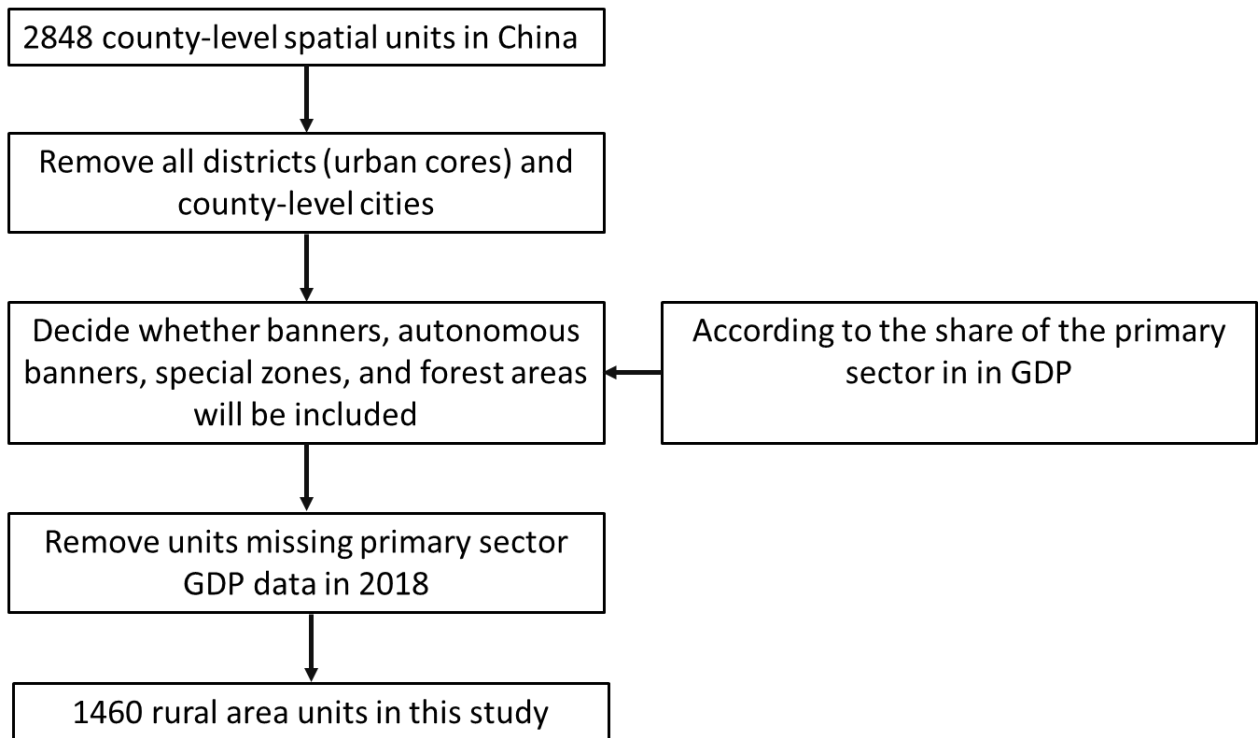 2848 county-level spatial units in China
Remove all districts (urban cores) and
county-level cities
Decide whether banners, autonomous
banners, special zones, and forest areas
will be included
According to the share of the primary
sector in in GDP
Remove units missing primary sector
GDP data in 2018
1460 rural area units in this study